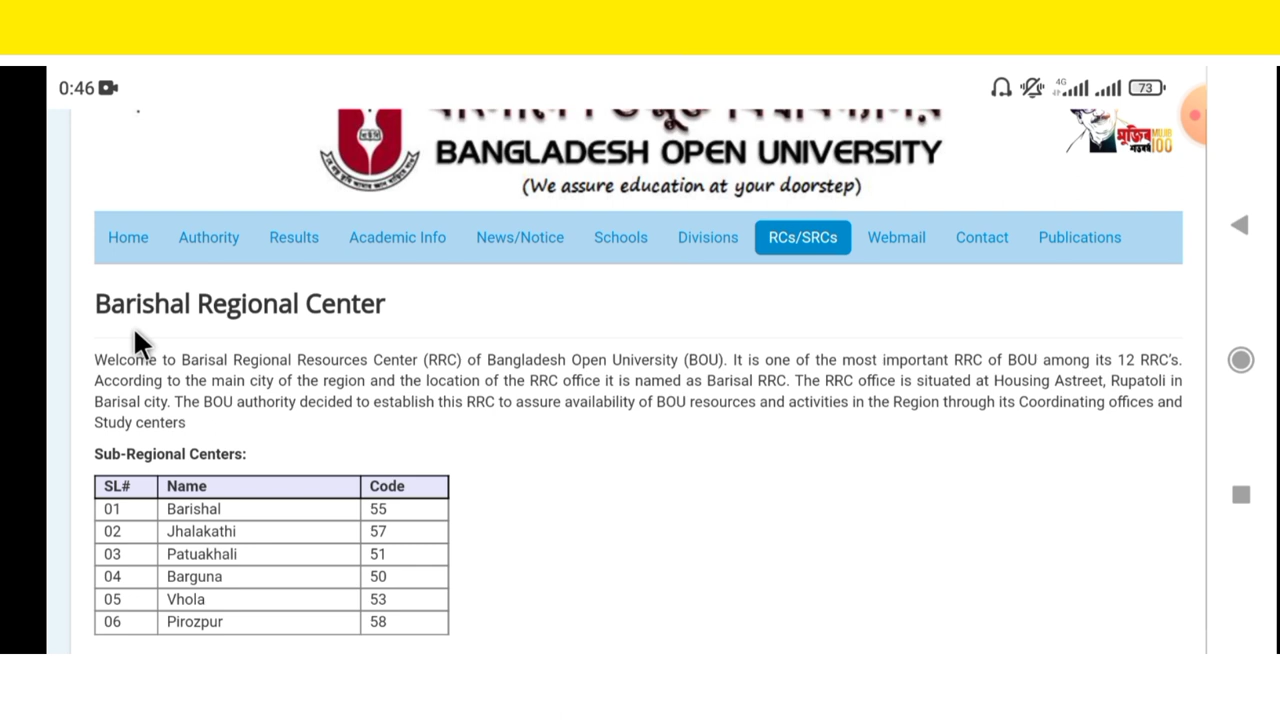 0:46
4G
73
BANGLADESH OPEN UNIVERSITY
(We assure education at your doorstep)
মুজিব MUJIB
শতবর্ষ 100
Home Authority Results Academic Info News/Notice Schools Divisions RCs/SRCs Webmail Contact Publications
Barishal Regional Center
Welcome to Barisal Regional Resources Center (RRC) of Bangladesh Open University (BOU). It is one of the most important RRC of BOU among its 12 RRC's.
According to the main city of the region and the location of the RRC office it is named as Barisal RRC. The RRC office is situated at Housing Astreet, Rupatoli in
Barisal city. The BOU authority decided to establish this RRC to assure availability of BOU resources and activities in the Region through its Coordinating offices and
Study centers
Sub-Regional Centers:
SL# Name Code
01 Barishal 55
02 Jhalakathi 57
03 Patuakhali 51
04 Barguna 50
05 Vhola 53
06 Pirozpur 58